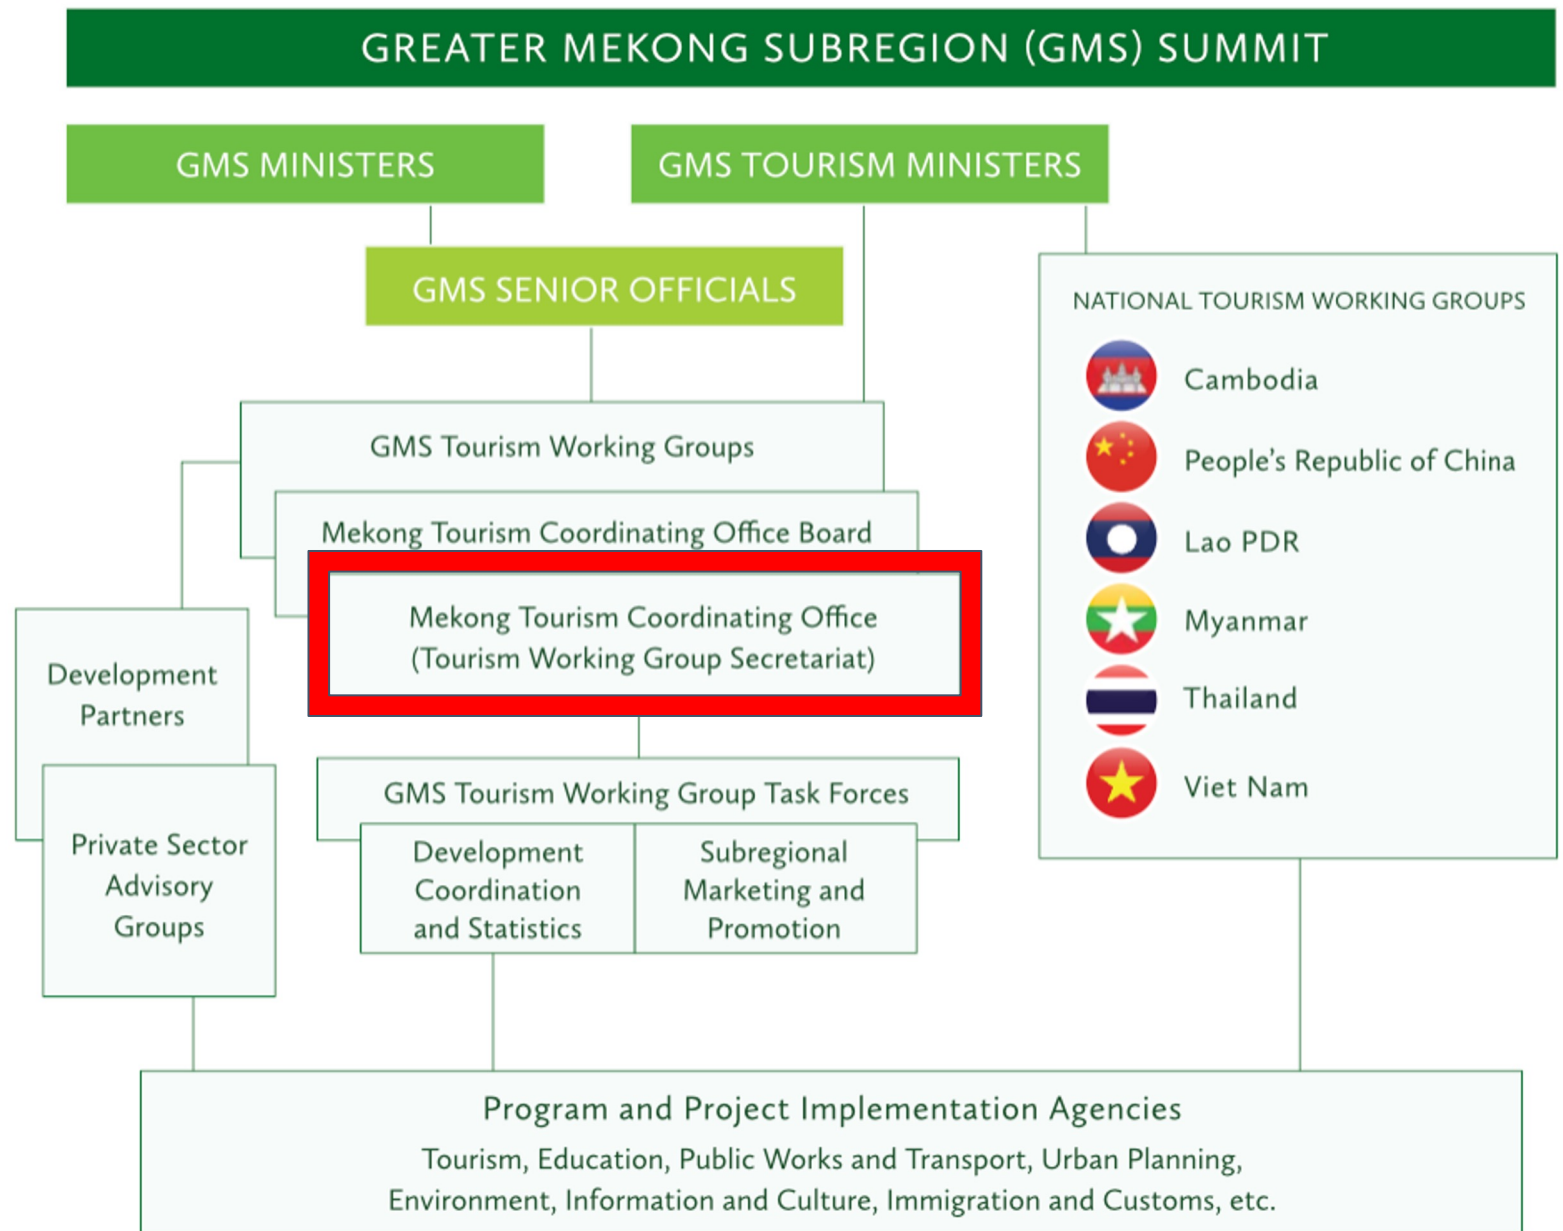 GREATER MEKONG SUBREGION (GMS) SUMMIT
GMS MINISTERS
GMS TOURISM MINISTERS
GMS SENIOR OFFICIALS
GMS Tourism Working Groups
Mekong Tourism Coordinating Office Board
Mekong Tourism Coordinating Office
(Tourism Working Group Secretariat)
Development
Partners
Private Sector
Advisory
Groups
GMS Tourism Working Group Task Forces
Development
Coordination
and Statistics
Subregional
Marketing and
Promotion
NATIONAL TOURISM WORKING GROUPS
Cambodia
People’s Republic of China
Lao PDR
Myanmar
Thailand
Viet Nam
Program and Project Implementation Agencies
Tourism, Education, Public Works and Transport, Urban Planning,
Environment, Information and Culture, Immigration and Customs, etc.